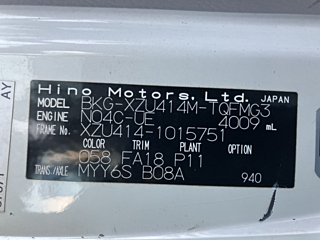 Hino Motors,Ltd. JAPAN
MODEL BKG-XZU414M-TQFMG3
ENGINE N04C-UE 4009 mL
FRAME No. XZU414-1015751
COLOR TRIM PLANT
058 FA18 P11
TRANS/AXLE MYY6S B08A 940
AY